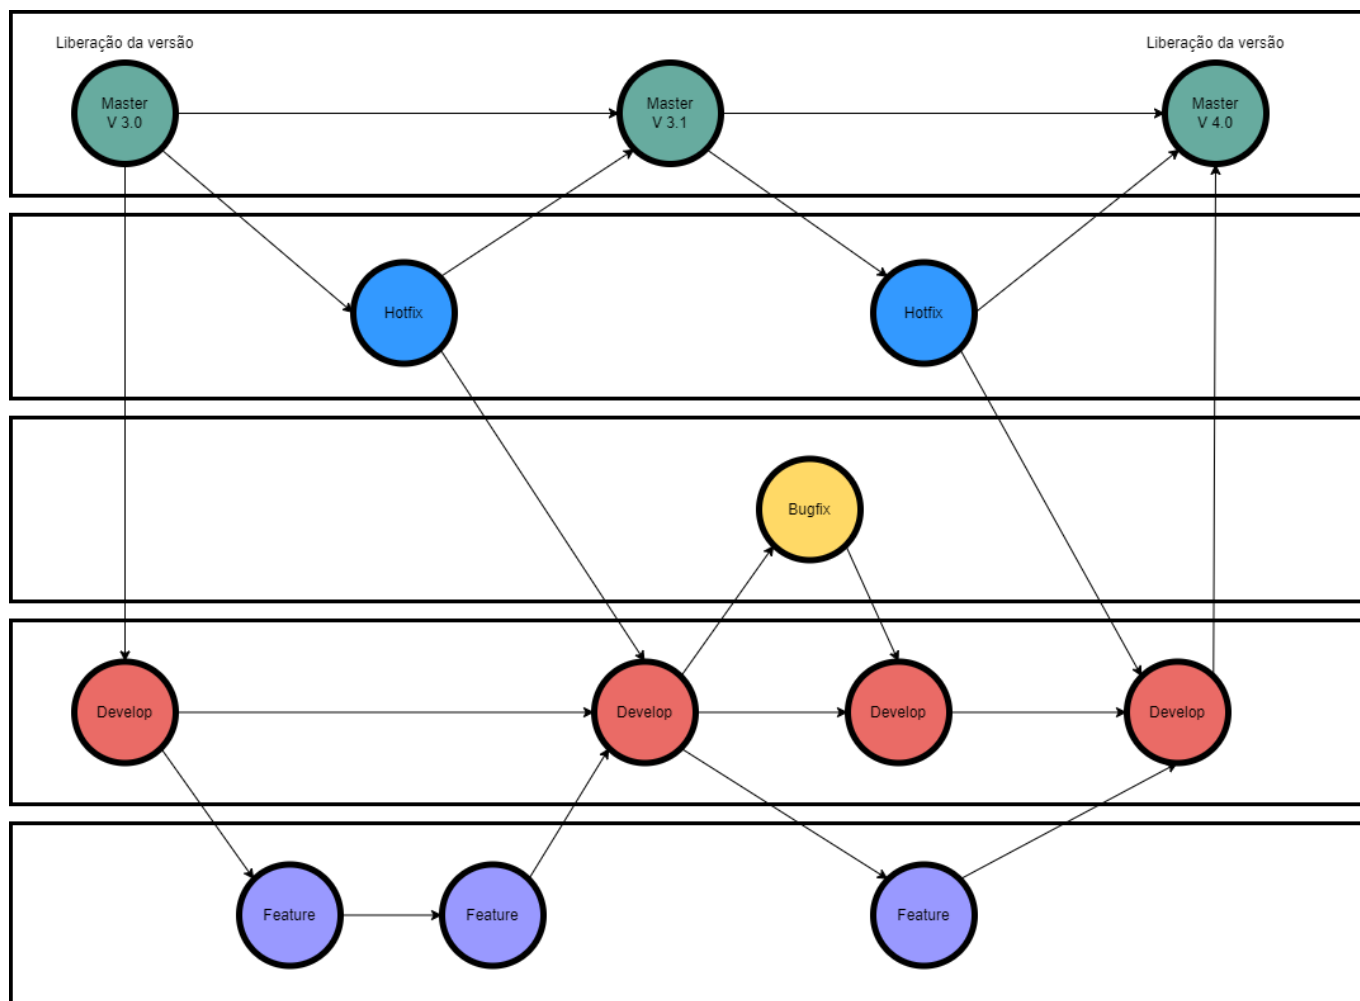 Liberação da versão
Liberação da versão
Master
V 3.0
Master
V 3.1
Master
V 4.0
Hotfix
Hotfix
Bugfix
Develop
Develop
Develop
Develop
Feature
Feature
Feature